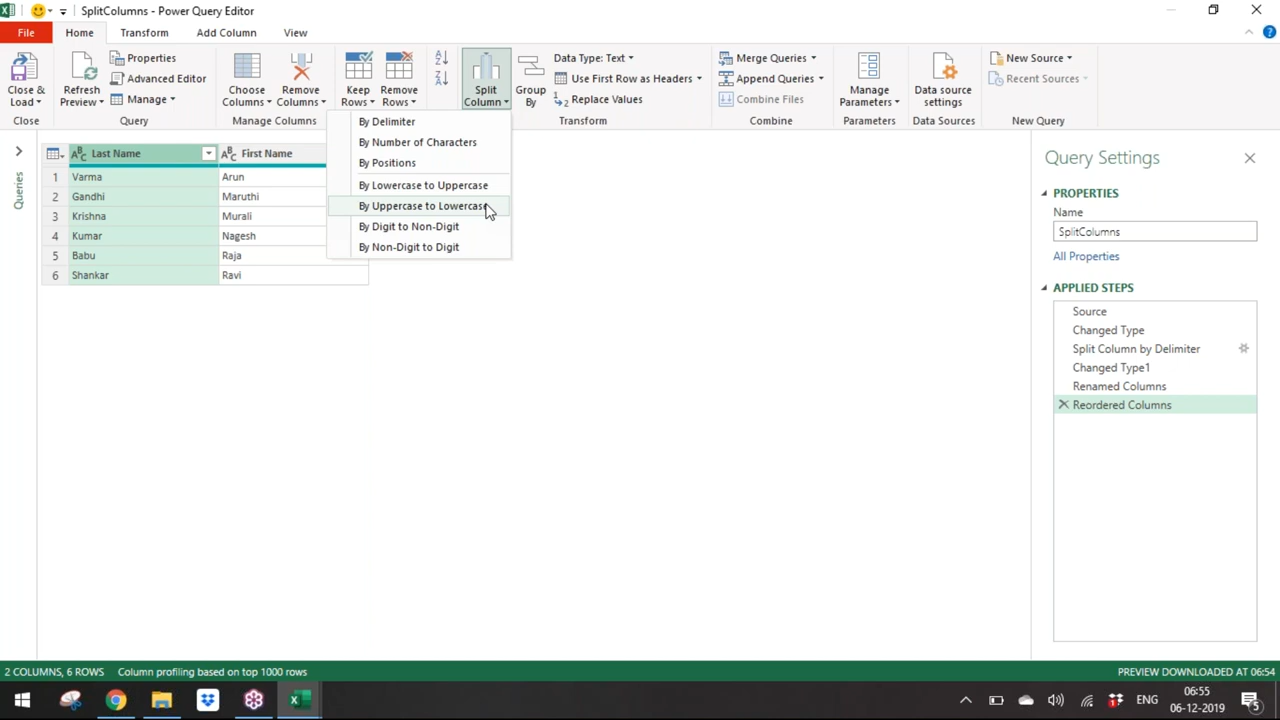 SplitColumns - Power Query Editor
File Home Transform Add Column View
Close & Load
Refresh Preview
Properties
Advanced Editor
Manage
Choose Columns
Remove Columns
Keep Rows
Remove Rows
Split Column
Group By
Data Type: Text
Use First Row as Headers
Replace Values
Merge Queries
Append Queries
Combine Files
Manage Parameters
Data source settings
New Source
Recent Sources
Close Query Manage Columns Transform Combine Parameters Data Sources New Query
By Delimiter
By Number of Characters
By Positions
By Lowercase to Uppercase
By Uppercase to Lowercase
By Digit to Non-Digit
By Non-Digit to Digit
Queries
Last Name First Name
1 Varma Arun
2 Gandhi Maruthi
3 Krishna Murali
4 Kumar Nagesh
5 Babu Raja
6 Shankar Ravi
Query Settings
PROPERTIES
Name
SplitColumns
All Properties
APPLIED STEPS
Source
Changed Type
Split Column by Delimiter
Changed Type1
Renamed Columns
Reordered Columns
2 COLUMNS, 6 ROWS Column profiling based on top 1000 rows PREVIEW DOWNLOADED AT 06:54
ENG
06:55
06-12-2019
5